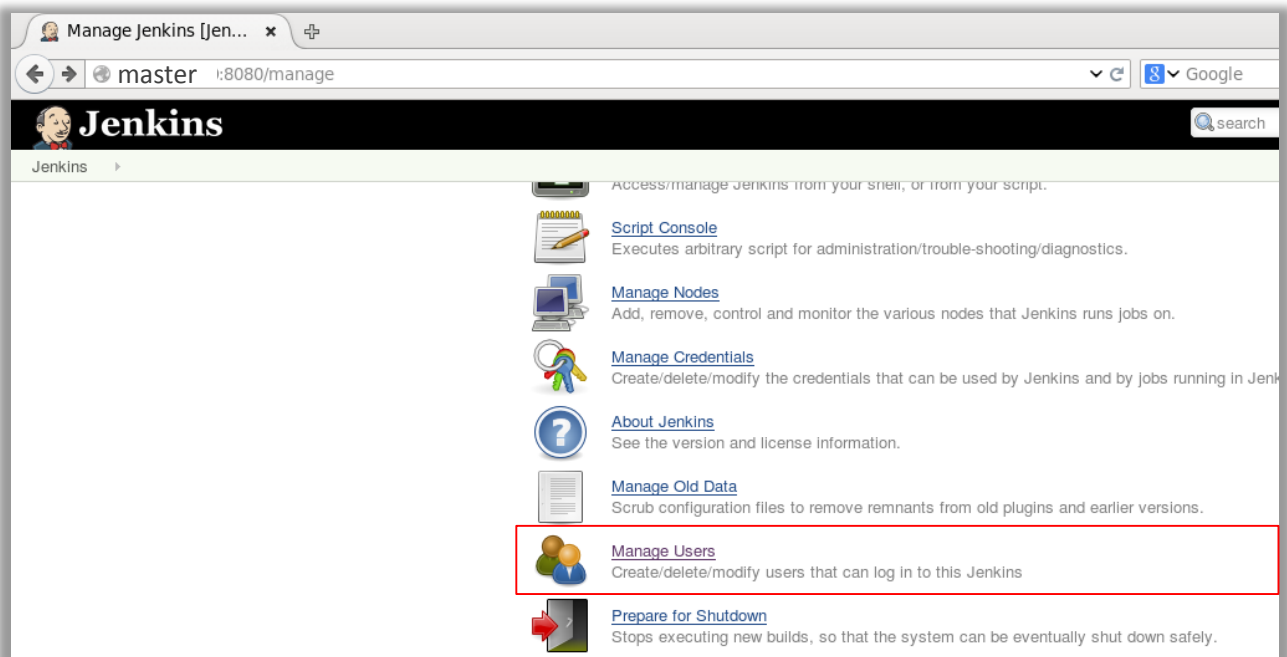 Manage Jenkins [Jen...
master :8080/manage
Google
Jenkins
search
Jenkins
Access/manage Jenkins from your shell, or from your script.
Script Console
Executes arbitrary script for administration/trouble-shooting/diagnostics.
Manage Nodes
Add, remove, control and monitor the various nodes that Jenkins runs jobs on.
Manage Credentials
Create/delete/modify the credentials that can be used by Jenkins and by jobs running in Jenk
About Jenkins
See the version and license information.
Manage Old Data
Scrub configuration files to remove remnants from old plugins and earlier versions.
Manage Users
Create/delete/modify users that can log in to this Jenkins
Prepare for Shutdown
Stops executing new builds, so that the system can be eventually shut down safely.